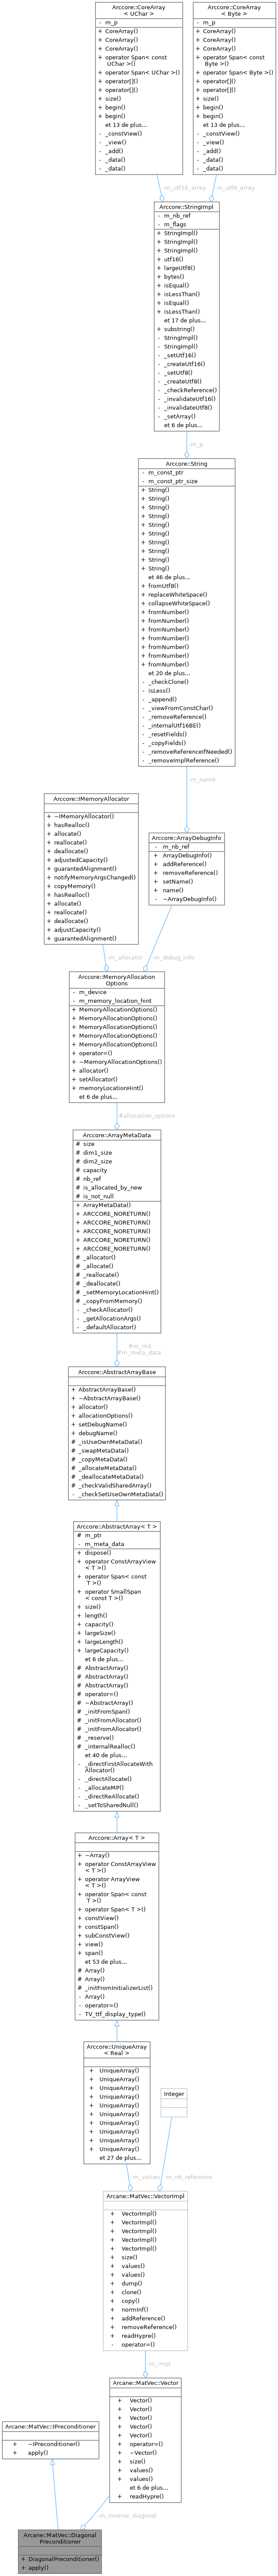 Arccore::CoreArray
< UChar >
- m_p
+ CoreArray()
+ CoreArray()
+ CoreArray()
+ operator Span< const
UChar >()
+ operator Span< UChar >()
+ operator[]()
+ operator[]()
+ size()
+ begin()
+ begin()
et 13 de plus...
- _constView()
- _view()
- _add()
- _data()
- _data()
Arccore::CoreArray
< Byte >
- m_p
+ CoreArray()
+ CoreArray()
+ CoreArray()
+ operator Span< const
Byte >()
+ operator Span< Byte >()
+ operator[]()
+ operator[]()
+ size()
+ begin()
+ begin()
et 13 de plus...
- _constView()
- _view()
- _add()
- _data()
- _data()
-m_utf16_array
-m_utf8_array
Arccore::StringImpl
- m_nb_ref
- m_flags
+ StringImpl()
+ StringImpl()
+ StringImpl()
+ utf16()
+ largeUtf8()
+ bytes()
+ isEqual()
+ isLessThan()
+ isEqual()
+ isLessThan()
et 17 de plus...
+ substring()
- StringImpl()
- StringImpl()
- _setUtf16()
- _createUtf16()
- _setUtf8()
- _createUtf8()
- _checkReference()
- _invalidateUtf16()
- _invalidateUtf8()
- _setArray()
et 6 de plus...
-m_p
Arccore::String
- m_const_ptr
- m_const_ptr_size
+ String()
+ String()
+ String()
+ String()
+ String()
+ String()
+ String()
+ String()
+ String()
+ String()
et 46 de plus...
+ fromUtf8()
+ replaceWhiteSpace()
+ collapseWhiteSpace()
+ fromNumber()
+ fromNumber()
+ fromNumber()
+ fromNumber()
+ fromNumber()
+ fromNumber()
+ fromNumber()
et 20 de plus...
- _checkClone()
- isLess()
- _append()
- _viewFromConstChar()
- _removeReference()
- _internalUtf16BE()
- _resetFields()
- _copyFields()
- _removeReferenceIfNeeded()
- _removeImplReference()
-m_name
Arccore::IMemoryAllocator
+ ~IMemoryAllocator()
+ hasRealloc()
+ allocate()
+ reallocate()
+ deallocate()
+ adjustedCapacity()
+ guarantedAlignment()
+ notifyMemoryArgsChanged()
+ copyMemory()
+ hasRealloc()
+ allocate()
+ reallocate()
+ deallocate()
+ adjustCapacity()
+ guarantedAlignment()
Arccore::ArrayDebugInfo
- m_nb_ref
+ ArrayDebugInfo()
+ addReference()
+ removeReference()
+ setName()
+ name()
- ~ArrayDebugInfo()
-m_allocator
-m_debug_info
Arccore::MemoryAllocation
Options
- m_device
- m_memory_location_hint
+ MemoryAllocationOptions()
+ MemoryAllocationOptions()
+ MemoryAllocationOptions()
+ MemoryAllocationOptions()
+ MemoryAllocationOptions()
+ operator=()
+ ~MemoryAllocationOptions()
+ allocator()
+ setAllocator()
+ memoryLocationHint()
et 6 de plus...
#allocation_options
Arccore::ArrayMetaData
# size
# dim1_size
# dim2_size
# capacity
# nb_ref
# is_allocated_by_new
# is_not_null
+ ArrayMetaData()
+ ARCCORE_NORETURN()
+ ARCCORE_NORETURN()
+ ARCCORE_NORETURN()
+ ARCCORE_NORETURN()
+ ARCCORE_NORETURN()
# _allocator()
# _allocate()
# _reallocate()
# _deallocate()
# _setMemoryLocationHint()
# _copyFromMemory()
- _checkAllocator()
- _getAllocationArgs()
- _defaultAllocator()
#m_md
#m_meta_data
Arccore::AbstractArrayBase
+ AbstractArrayBase()
+ ~AbstractArrayBase()
+ allocator()
+ allocationOptions()
+ setDebugName()
+ debugName()
# _isUseOwnMetaData()
# _swapMetaData()
# _copyMetaData()
# _allocateMetaData()
# _deallocateMetaData()
# _checkValidSharedArray()
- _checkSetUseOwnMetaData()
Arccore::AbstractArray< T >
# m_ptr
- m_meta_data
+ dispose()
+ operator ConstArrayView
< T >()
+ operator Span< const
T >()
+ operator SmallSpan
< const T >()
+ size()
+ length()
+ capacity()
+ largeSize()
+ largeLength()
+ largeCapacity()
et 6 de plus...
# AbstractArray()
# AbstractArray()
# AbstractArray()
# operator=()
# ~AbstractArray()
# _initFromSpan()
# _initFromAllocator()
# _initFromAllocator()
# _reserve()
# _internalRealloc()
et 40 de plus...
- _directFirstAllocateWith
Allocator()
- _directAllocate()
- _allocateMP()
- _directReAllocate()
- _setToSharedNull()
Arccore::Array< T >
+ ~Array()
+ operator ConstArrayView
< T >()
+ operator ArrayView
< T >()
+ operator Span< const
T >()
+ operator Span< T >()
+ constView()
+ constSpan()
+ subConstView()
+ view()
+ span()
et 53 de plus...
# Array()
# Array()
# _initFromInitializerList()
- Array()
- operator=()
- TV_ttf_display_type()
Arccore::UniqueArray
< Real >
+ UniqueArray()
+ UniqueArray()
+ UniqueArray()
+ UniqueArray()
+ UniqueArray()
+ UniqueArray()
+ UniqueArray()
+ UniqueArray()
+ UniqueArray()
+ UniqueArray()
et 27 de plus...
Integer
-m_values
-m_nb_reference
Arcane::MatVec::VectorImpl
+ VectorImpl()
+ VectorImpl()
+ VectorImpl()
+ VectorImpl()
+ VectorImpl()
+ size()
+ values()
+ values()
+ dump()
+ clone()
+ copy()
+ normInf()
+ addReference()
+ removeReference()
+ readHypre()
- operator=()
-m_impl
Arcane::MatVec::Vector
+ Vector()
+ Vector()
+ Vector()
+ Vector()
+ Vector()
+ operator=()
+ ~Vector()
+ size()
+ values()
+ values()
et 6 de plus...
+ readHypre()
Arcane::MatVec::IPreconditioner
+ ~IPreconditioner()
+ apply()
-m_inverse_diagonal
Arcane::MatVec::Diagonal
Preconditioner
+ DiagonalPreconditioner()
+ apply()